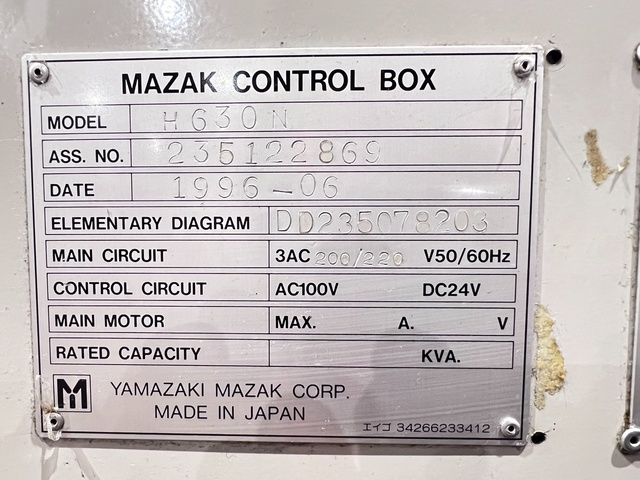 MAZAK CONTROL BOX
MODEL H630N
ASS. NO. 235122869
DATE 1996-06
ELEMENTARY DIAGRAM DD235078203
MAIN CIRCUIT 3AC 200/220 V50/60Hz
CONTROL CIRCUIT AC100V DC24V
MAIN MOTOR MAX. A. V
RATED CAPACITY KVA.
YAMAZAKI MAZAK CORP.
MADE IN JAPAN
エイコ 34266233412